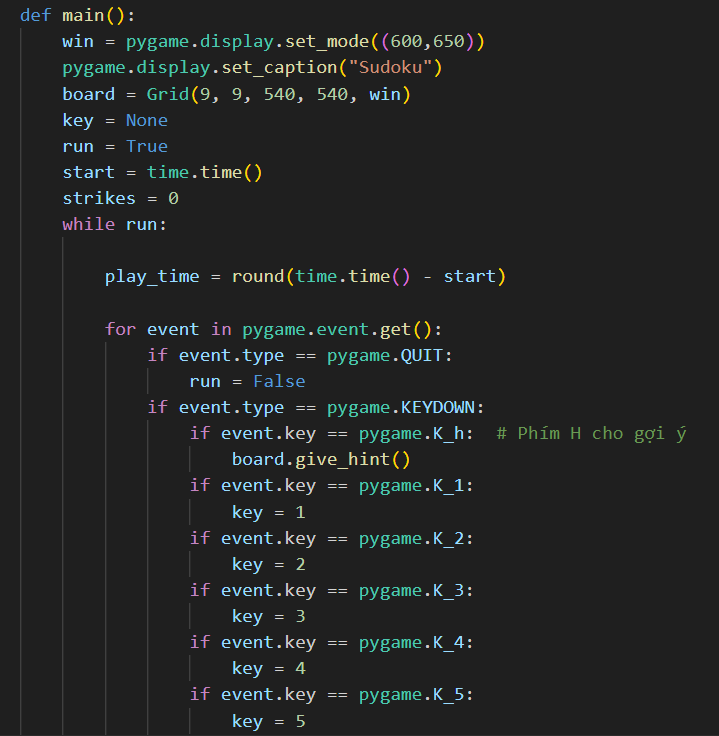 def main():
    win = pygame.display.set_mode((600,650))
    pygame.display.set_caption("Sudoku")
    board = Grid(9, 9, 540, 540, win)
    key = None
    run = True
    start = time.time()
    strikes = 0
    while run:
        play_time = round(time.time() - start)
        for event in pygame.event.get():
            if event.type == pygame.QUIT:
                run = False
            if event.type == pygame.KEYDOWN:
                if event.key == pygame.K_h:  # Phím H cho gợi ý
                    board.give_hint()
                if event.key == pygame.K_1:
                    key = 1
                if event.key == pygame.K_2:
                    key = 2
                if event.key == pygame.K_3:
                    key = 3
                if event.key == pygame.K_4:
                    key = 4
                if event.key == pygame.K_5:
                    key = 5